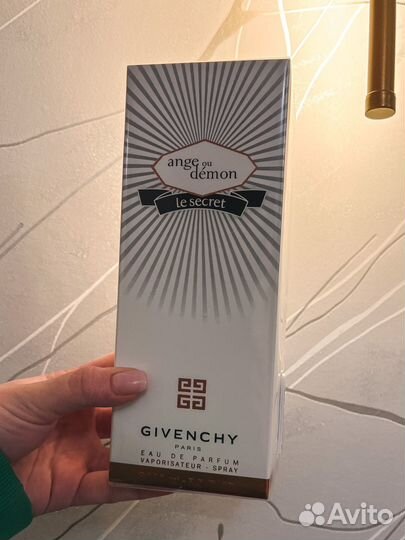 ange ou
démon
le secret
GIVENCHY
PARIS
EAU DE PARFUM
VAPORISATEUR - SPRAY
Avito